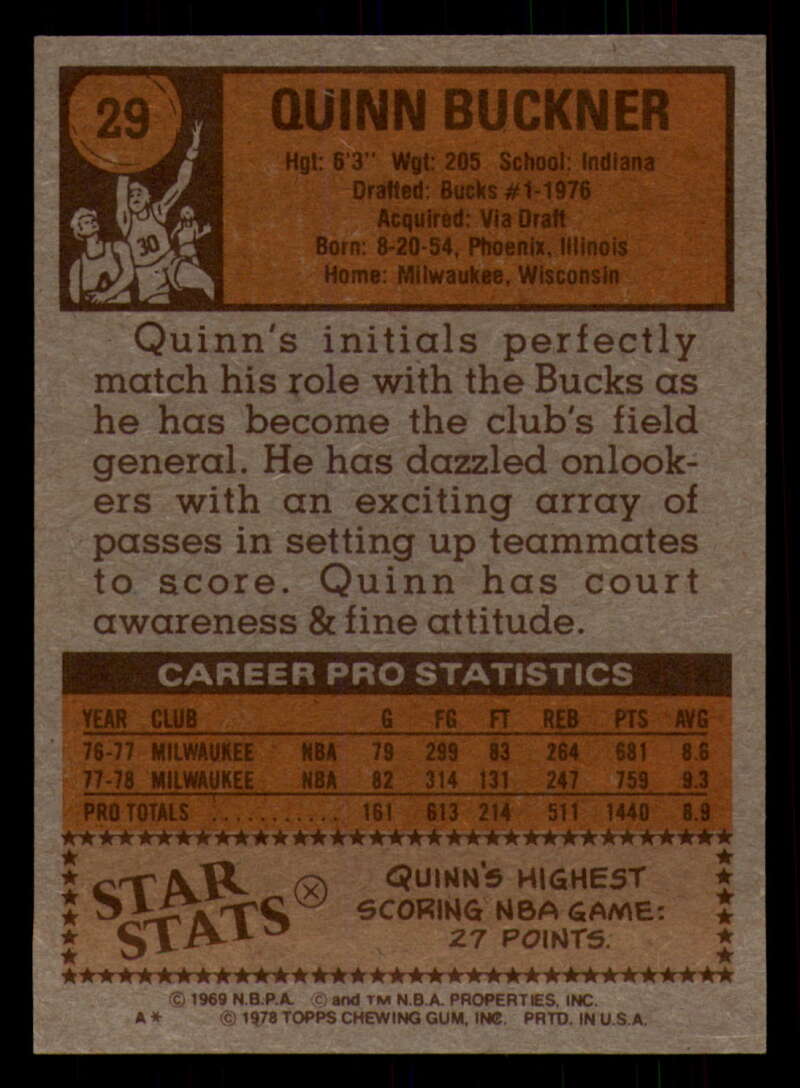 29
QUINN BUCKNER
Hgt: 6'3" Wgt: 205 School: Indiana
Drafted: Bucks #1-1976
Acquired: Via Draft
Born: 8-20-54, Phoenix, Illinois
Home: Milwaukee, Wisconsin
30
Quinn's initials perfectly
match his role with the Bucks as
he has become the club's field
general. He has dazzled onlook-
ers with an exciting array of
passes in setting up teammates
to score. Quinn has court
awareness & fine attitude.
CAREER PRO STATISTICS
YEAR CLUB G FG FT REB PTS AVG
76-77 MILWAUKEE NBA 79 299 83 264 681 8.6
77-78 MILWAUKEE NBA 82 314 131 247 759 9.3
PRO TOTALS ........... 161 613 214 511 1440 8.9
STAR STATS
QUINN'S HIGHEST
SCORING NBA GAME:
27 POINTS.
© 1969 N.B.P.A. © and TM N.B.A. PROPERTIES, INC.
A* © 1978 TOPPS CHEWING GUM, INC. PRTD. IN U.S.A.